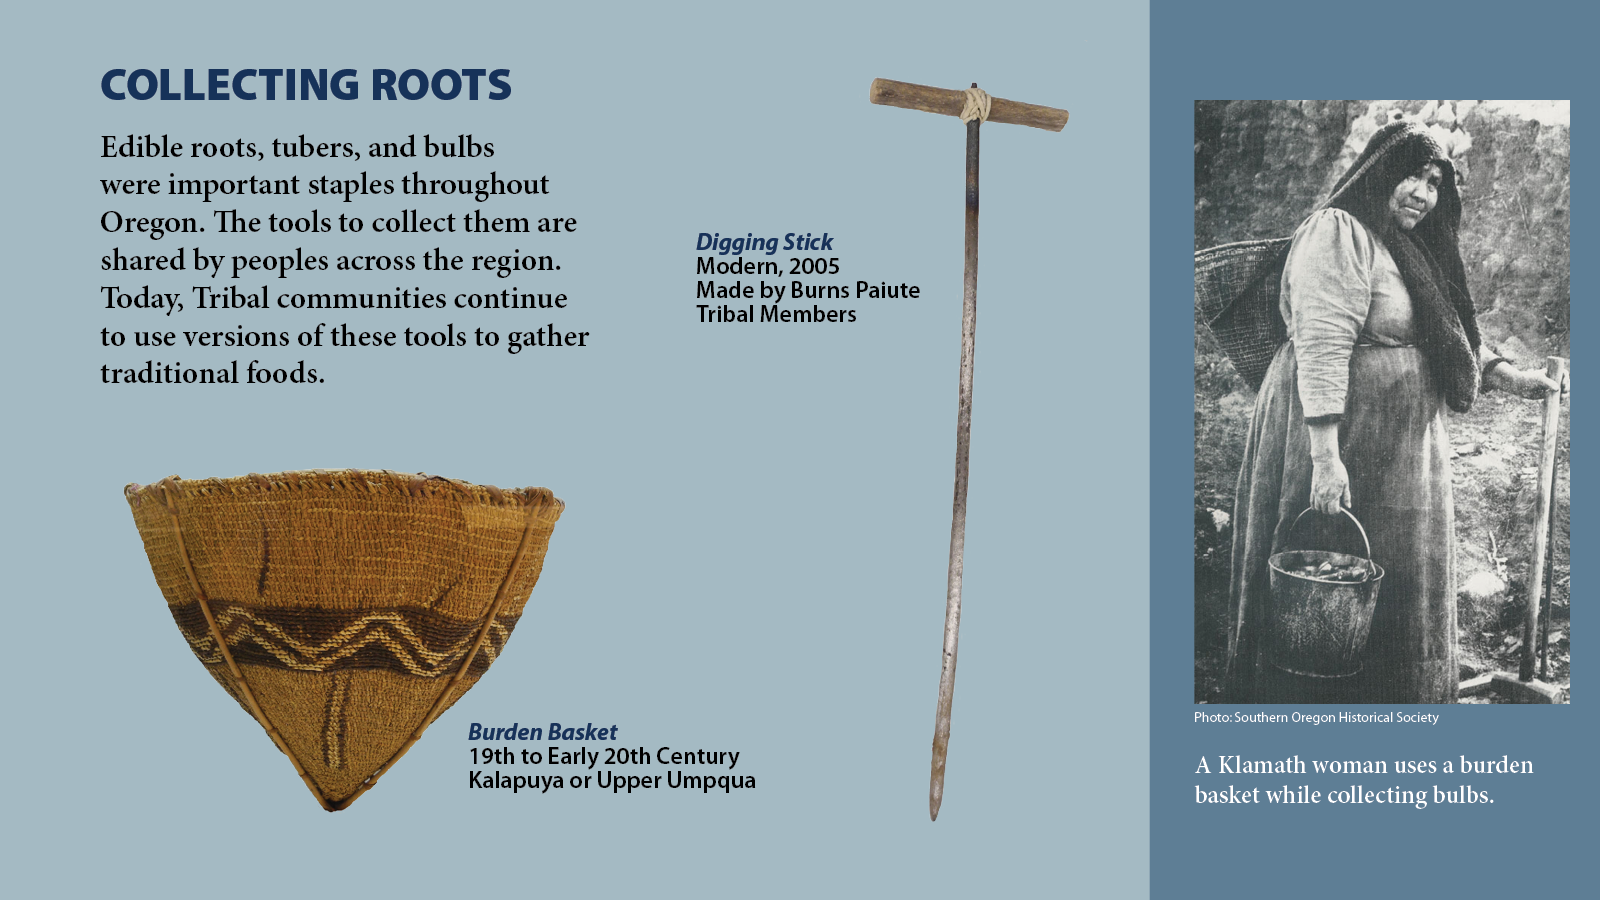 COLLECTING ROOTS
Edible roots, tubers, and bulbs
were important staples throughout
Oregon. The tools to collect them are
shared by peoples across the region.
Today, Tribal communities continue
to use versions of these tools to gather
traditional foods.
Digging Stick
Modern, 2005
Made by Burns Paiute
Tribal Members
Burden Basket
19th to Early 20th Century
Kalapuya or Upper Umpqua
Photo: Southern Oregon Historical Society
A Klamath woman uses a burden
basket while collecting bulbs.